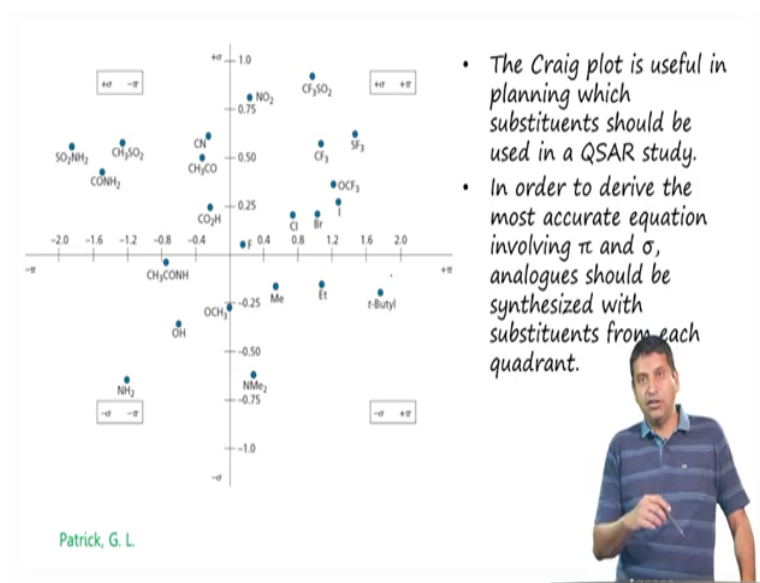 +σ
1.0
+σ -π
CF₃SO₂
+σ +π
NO₂
0.75
CN
SF₃
SO₂NH₂
CH₃SO₂
CF₃
0.50
CH₃CO
CONH₂
OCF₃
I
0.25
CO₂H
Cl
Br
F
-2.0 -1.6 -1.2 -0.8 -0.4 0.4 0.8 1.2 1.6 2.0
-π
+π
CH₃CONH
Me
Et
t-Butyl
-0.25
OCH₃
OH
-0.50
NH₂
NMe₂
-0.75
-σ -π
-σ +π
-1.0
-σ
• The Craig plot is useful in
planning which
substituents should be
used in a QSAR study.
• In order to derive the
most accurate equation
involving π and σ,
analogues should be
synthesized with
substituents from each
quadrant.
Patrick, G. L.